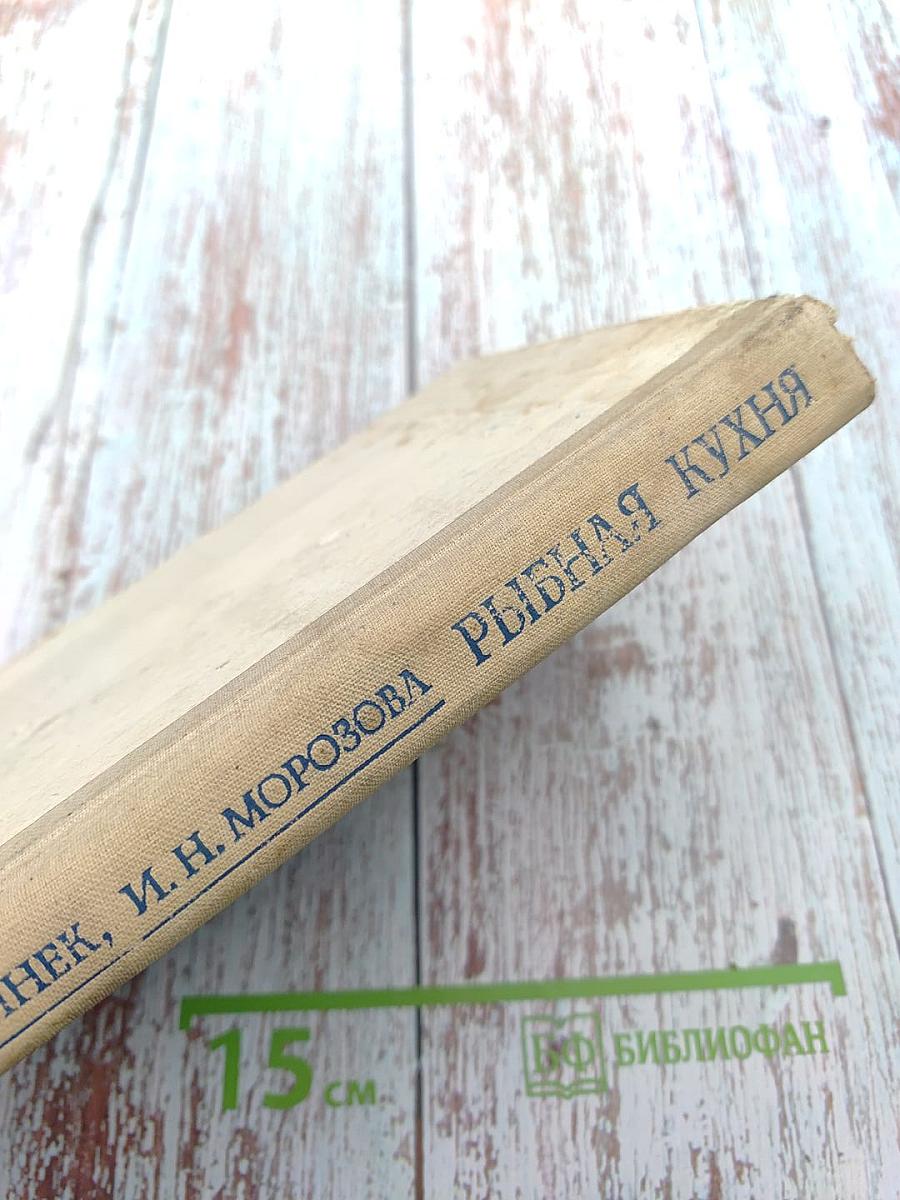 НЕК, И. Н. МОРОЗОВА РЫБНАЯ КУХНЯ
15 см
БФ БИБЛИОФАН